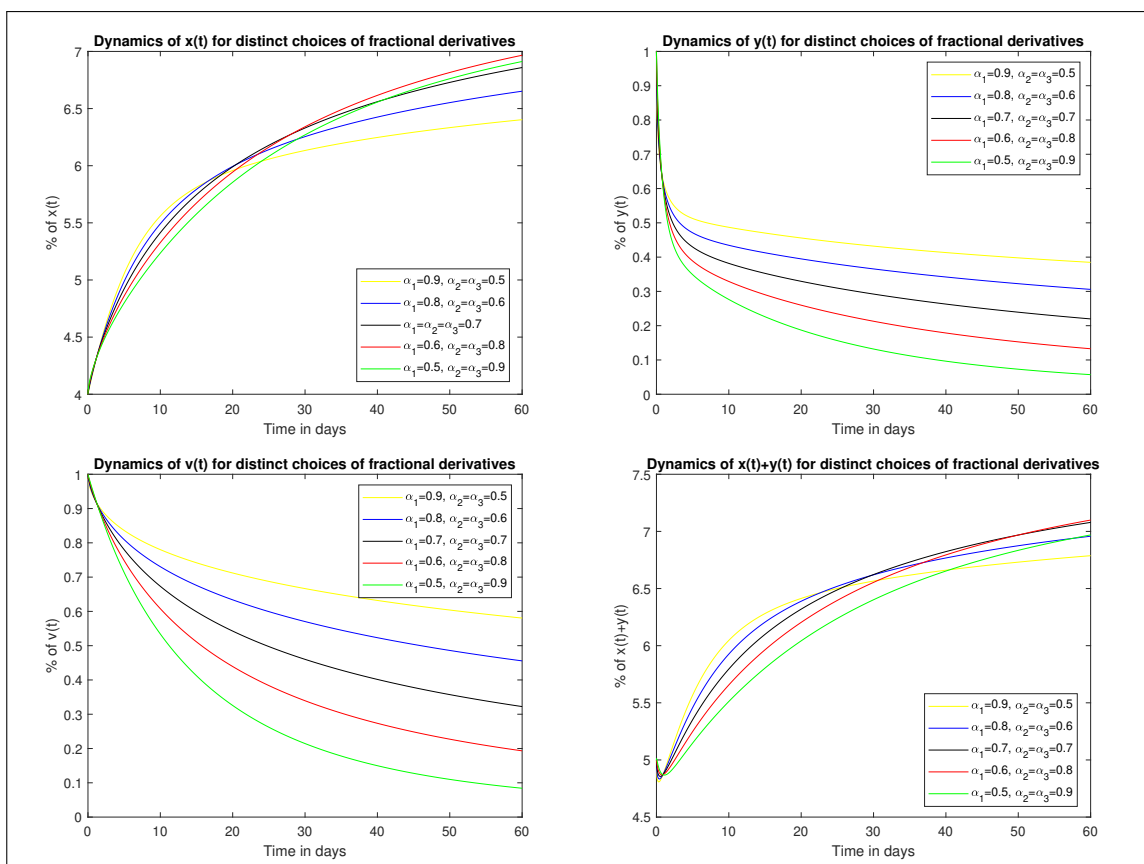 Dynamics of x(t) for distinct choices of fractional derivatives
7
6.5
6
5.5
5
4.5
4
% of x(t)
α1=0.9, α2=α3=0.5
α1=0.8, α2=α3=0.6
α1=α2=α3=0.7
α1=0.6, α2=α3=0.8
α1=0.5, α2=α3=0.9
0 10 20 30 40 50 60
Time in days
Dynamics of y(t) for distinct choices of fractional derivatives
1
0.9
0.8
0.7
0.6
0.5
0.4
0.3
0.2
0.1
0
% of y(t)
α1=0.9, α2=α3=0.5
α1=0.8, α2=α3=0.6
α1=0.7, α2=α3=0.7
α1=0.6, α2=α3=0.8
α1=0.5, α2=α3=0.9
0 10 20 30 40 50 60
Time in days
Dynamics of v(t) for distinct choices of fractional derivatives
1
0.9
0.8
0.7
0.6
0.5
0.4
0.3
0.2
0.1
0
% of v(t)
α1=0.9, α2=α3=0.5
α1=0.8, α2=α3=0.6
α1=0.7, α2=α3=0.7
α1=0.6, α2=α3=0.8
α1=0.5, α2=α3=0.9
0 10 20 30 40 50 60
Time in days
Dynamics of x(t)+y(t) for distinct choices of fractional derivatives
7.5
7
6.5
6
5.5
5
4.5
% of x(t)+y(t)
α1=0.9, α2=α3=0.5
α1=0.8, α2=α3=0.6
α1=0.7, α2=α3=0.7
α1=0.6, α2=α3=0.8
α1=0.5, α2=α3=0.9
0 10 20 30 40 50 60
Time in days